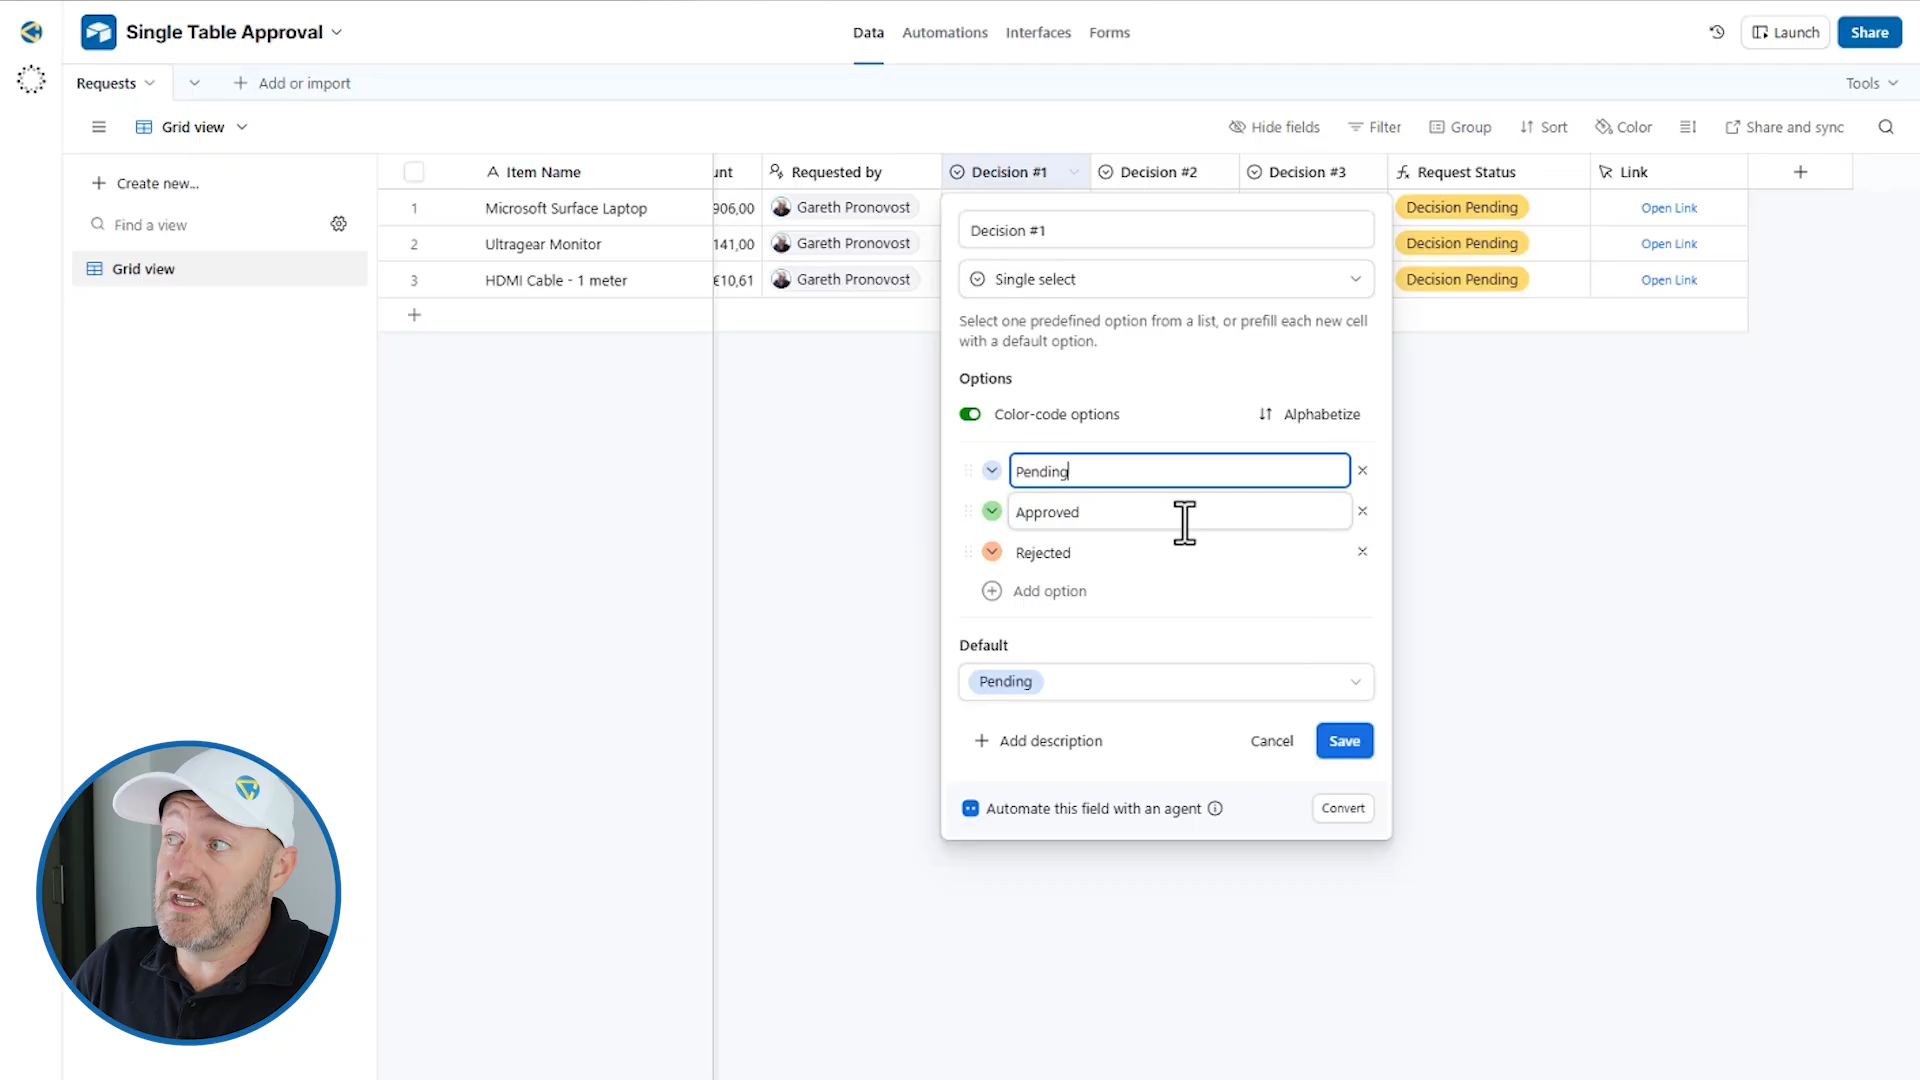 Single Table Approval
Data Automations Interfaces Forms
Launch Share
Requests Add or import Tools
Grid view Hide fields Filter Group Sort Color Share and sync
Create new...
Find a view
Grid view
Item Name unt Requested by Decision #1 Decision #2 Decision #3 Request Status Link
1 Microsoft Surface Laptop 906,00 Gareth Pronovost Decision Pending Open Link
2 Ultragear Monitor 141,00 Gareth Pronovost Decision Pending Open Link
3 HDMI Cable - 1 meter €10,61 Gareth Pronovost Decision Pending Open Link
Decision #1
Single select
Select one predefined option from a list, or prefill each new cell
with a default option.
Options
Color-code options Alphabetize
Pending
Approved
Rejected
Add option
Default
Pending
Add description Cancel Save
Automate this field with an agent Convert